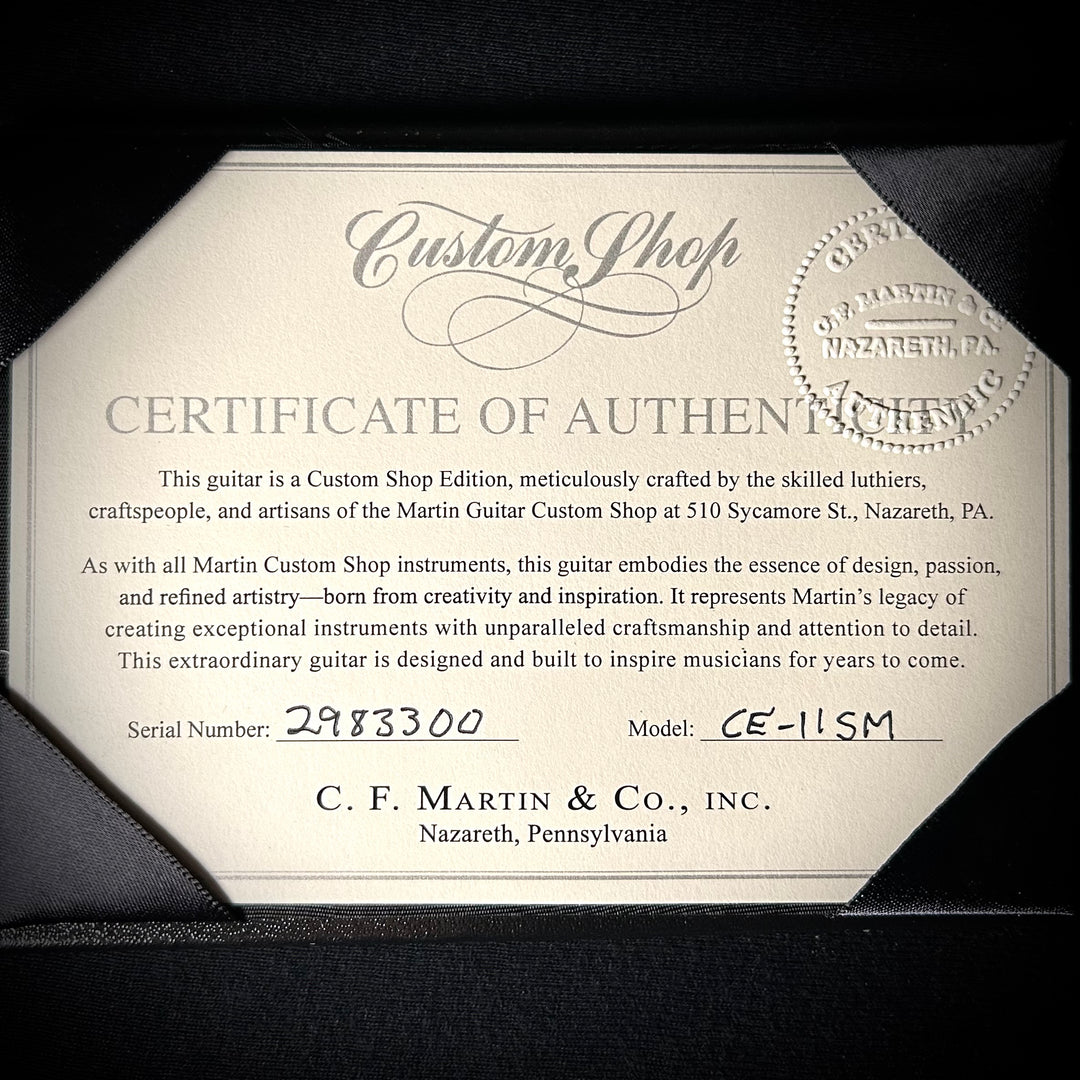 Custom Shop
CERTIFICATE OF AUTHENTICITY
C.F. MARTIN & CO
NAZARETH, PA.
AUTHENTIC
This guitar is a Custom Shop Edition, meticulously crafted by the skilled luthiers,
craftspeople, and artisans of the Martin Guitar Custom Shop at 510 Sycamore St., Nazareth, PA.
As with all Martin Custom Shop instruments, this guitar embodies the essence of design, passion,
and refined artistry—born from creativity and inspiration. It represents Martin's legacy of
creating exceptional instruments with unparalleled craftsmanship and attention to detail.
This extraordinary guitar is designed and built to inspire musicians for years to come.
Serial Number: 2983300 Model: CE-11SM
C. F. MARTIN & CO., INC.
Nazareth, Pennsylvania